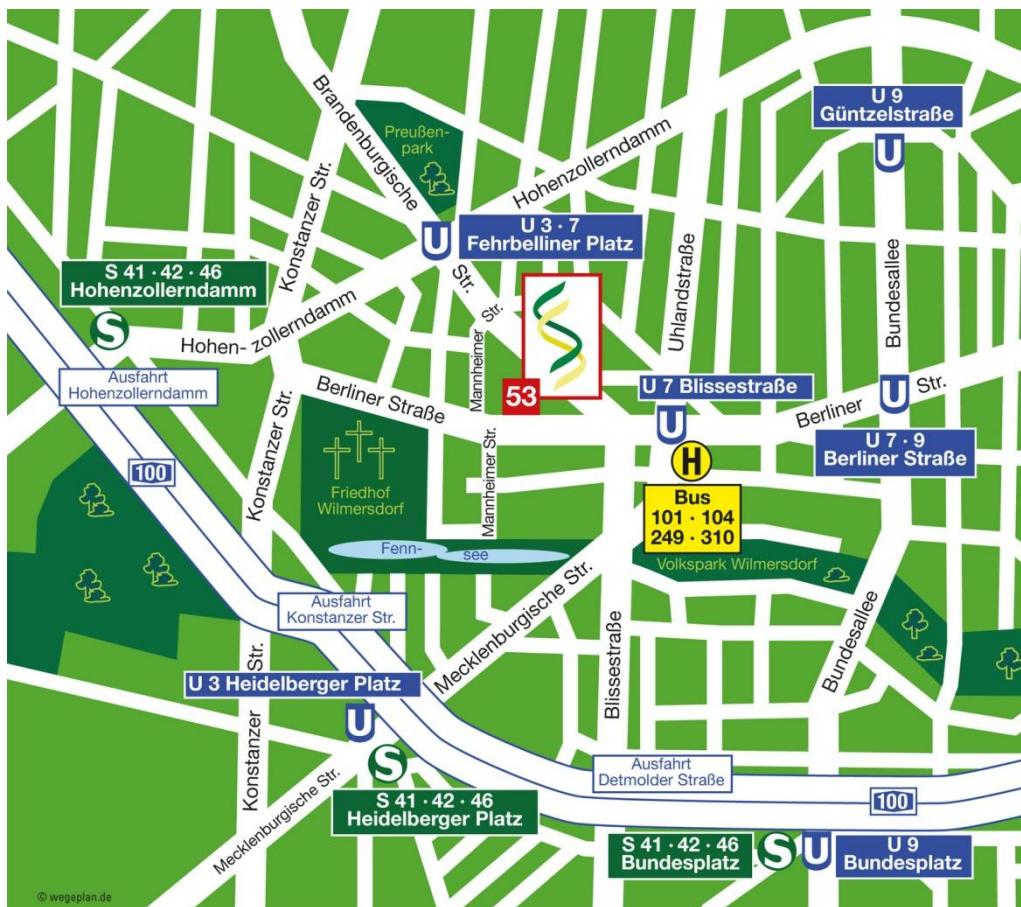 U 9
Güntzelstraße
U
Brandenburgische
Preußen-
park
Hohenzollerndamm
Konstanzer Str.
U
U 3 · 7
Fehrbelliner Platz
Str.
S 41 · 42 · 46
Hohenzollerndamm
S
Uhlandstraße
Bundesallee
Hohen-
zollerndamm
Mannheimer Str.
Ausfahrt
Hohenzollerndamm
Berliner Straße
53
U 7 Blissestraße
U
Berliner
Str.
U
U 7 · 9
Berliner Straße
H
Bus
101 · 104
249 · 310
100
Konstanzer Str.
Friedhof
Wilmersdorf
Mannheimer Str.
Fenn-
see
Volkspark Wilmersdorf
Ausfahrt
Konstanzer Str.
Mecklenburgische Str.
Blissestraße
Bundesallee
U 3 Heidelberger Platz
U
Konstanzer
Str.
S
S 41 · 42 · 46
Heidelberger Platz
Mecklenburgische Str.
Ausfahrt
Detmolder Straße
100
S 41 · 42 · 46
Bundesplatz
S
U
U 9
Bundesplatz
© wegeplan.de